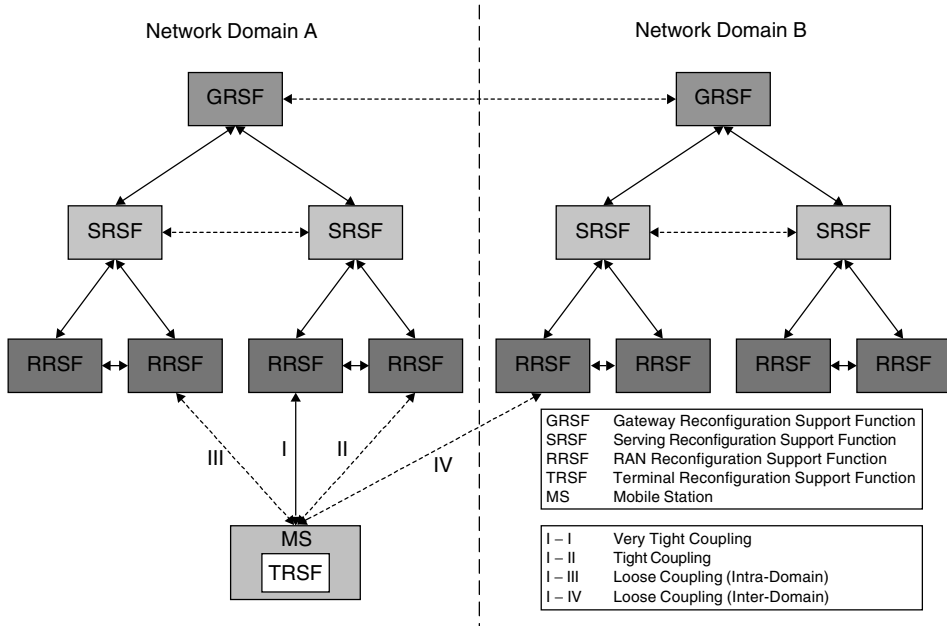 Network Domain A
Network Domain B
GRSF
GRSF
SRSF
SRSF
SRSF
SRSF
RRSF
RRSF
RRSF
RRSF
RRSF
RRSF
RRSF
RRSF
III
I
II
IV
MS
TRSF
GRSF Gateway Reconfiguration Support Function
SRSF Serving Reconfiguration Support Function
RRSF RAN Reconfiguration Support Function
TRSF Terminal Reconfiguration Support Function
MS Mobile Station
I – I Very Tight Coupling
I – II Tight Coupling
I – III Loose Coupling (Intra-Domain)
I – IV Loose Coupling (Inter-Domain)